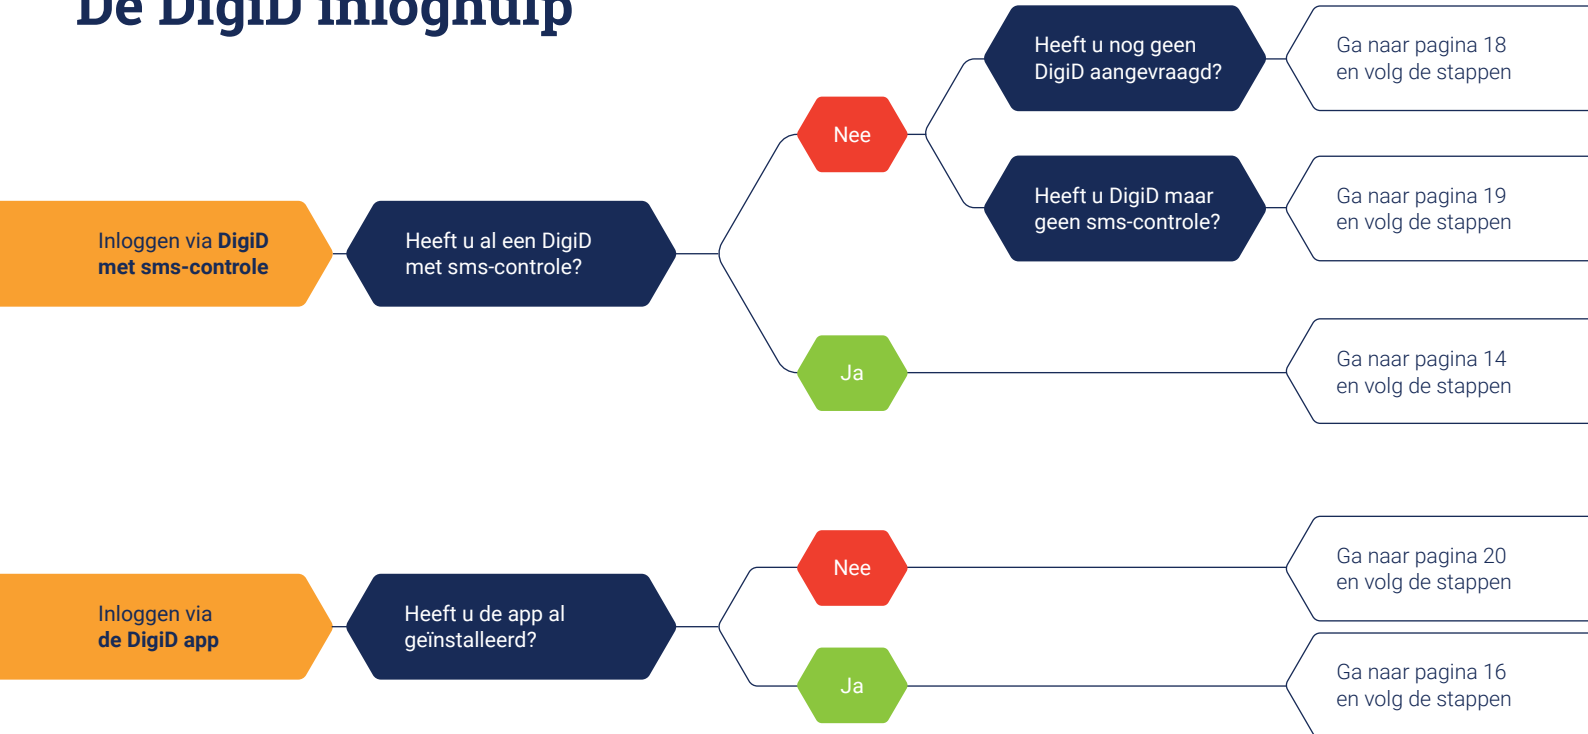 De DigiD inloghulp
Heeft u nog geen
DigiD aangevraagd?
Ga naar pagina 18
en volg de stappen
Nee
Heeft u DigiD maar
geen sms-controle?
Ga naar pagina 19
en volg de stappen
Inloggen via DigiD
met sms-controle
Heeft u al een DigiD
met sms-controle?
Ja
Ga naar pagina 14
en volg de stappen
Nee
Ga naar pagina 20
en volg de stappen
Inloggen via
de DigiD app
Heeft u de app al
geïnstalleerd?
Ja
Ga naar pagina 16
en volg de stappen